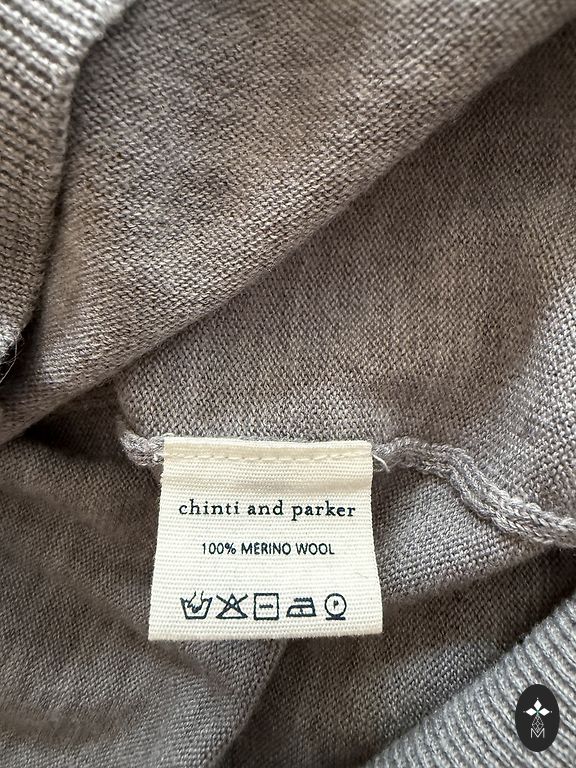 chinti and parker
100% MERINO WOOL
P
M